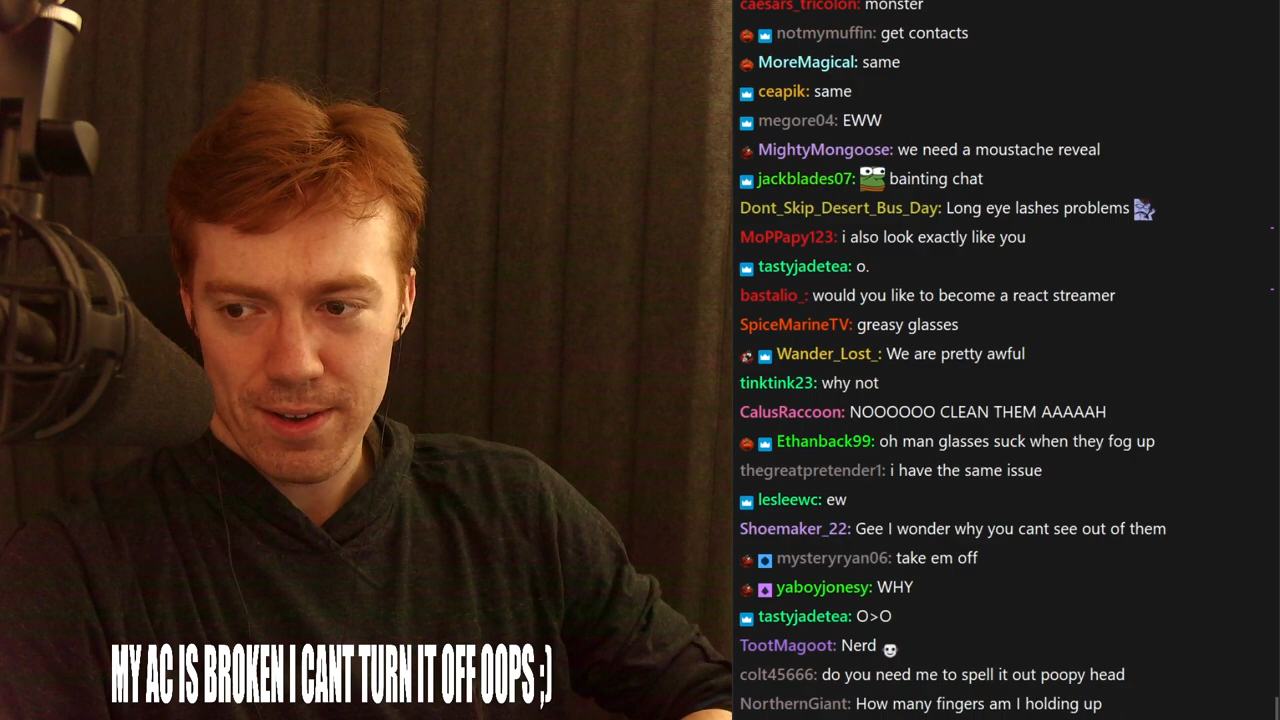 caesars_tricolon: monster
notmymuffin: get contacts
MoreMagical: same
ceapik: same
megore04: EWW
MightyMongoose: we need a moustache reveal
jackblades07: bainting chat
Dont_Skip_Desert_Bus_Day: Long eye lashes problems
MoPPapy123: i also look exactly like you
tastyjadetea: o.
bastalio_: would you like to become a react streamer
SpiceMarineTV: greasy glasses
Wander_Lost_: We are pretty awful
tinktink23: why not
CalusRaccoon: NOOOOOO CLEAN THEM AAAAAH
Ethanback99: oh man glasses suck when they fog up
thegreatpretender1: i have the same issue
lesleewc: ew
Shoemaker_22: Gee I wonder why you cant see out of them
mysteryryan06: take em off
yaboyjonesy: WHY
tastyjadetea: O>O
TootMagoot: Nerd
colt45666: do you need me to spell it out poopy head
NorthernGiant: How many fingers am I holding up
MY AC IS BROKEN I CANT TURN IT OFF OOPS ;)